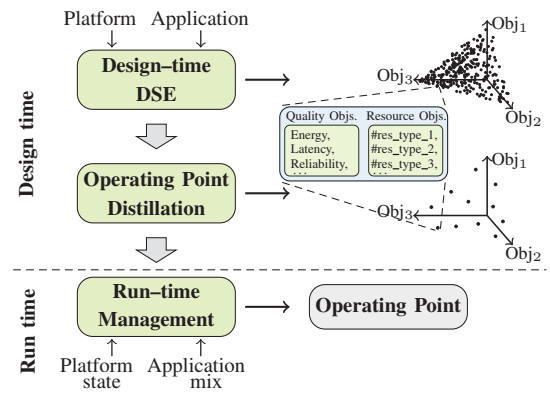 Platform Application
Design–time
DSE
Obj₁
Obj₃
Obj₂
Quality Objs. Resource Objs.
Energy,
Latency,
Reliability,
...
#res_type_1,
#res_type_2,
#res_type_3,
...
Design time
Operating Point
Distillation
Obj₁
Obj₃
Obj₂
Run time
Run–time
Management
Operating Point
Platform
state
Application
mix